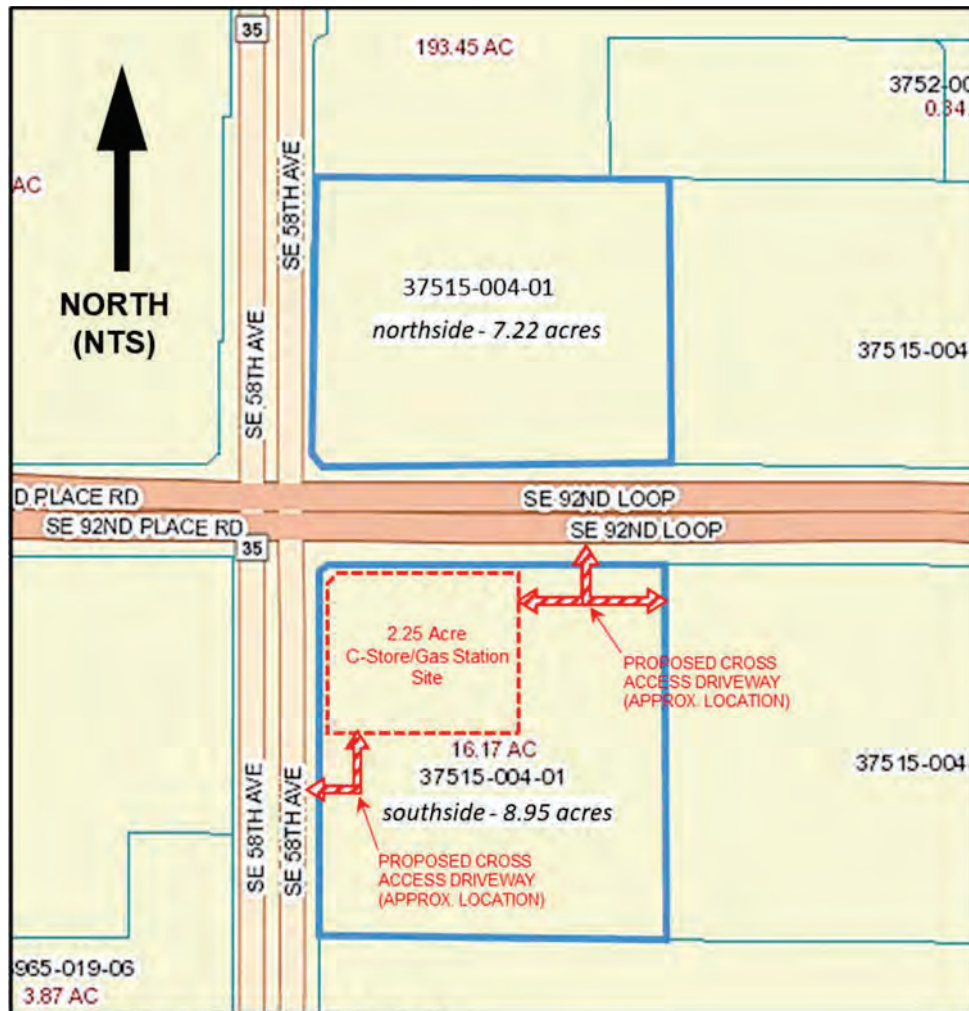 35
193.45 AC
3752-00
0.34
AC
SE 58TH AVE
NORTH
(NTS)
37515-004-01
northside - 7.22 acres
37515-004
SE 58TH AVE
D PLACE RD
SE 92ND LOOP
SE 92ND PLACE RD
SE 92ND LOOP
35
2.25 Acre
C-Store/Gas Station
Site
PROPOSED CROSS
ACCESS DRIVEWAY
(APPROX. LOCATION)
16.17 AC
37515-004-01
southside - 8.95 acres
37515-004
SE 58TH AVE
SE 58TH AVE
PROPOSED CROSS
ACCESS DRIVEWAY
(APPROX. LOCATION)
965-019-06
3.87 AC